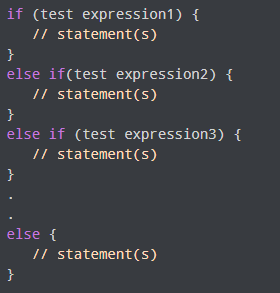 if (test expression1) {
   // statement(s)
}
else if(test expression2) {
   // statement(s)
}
else if (test expression3) {
   // statement(s)
}
.
.
else {
   // statement(s)
}